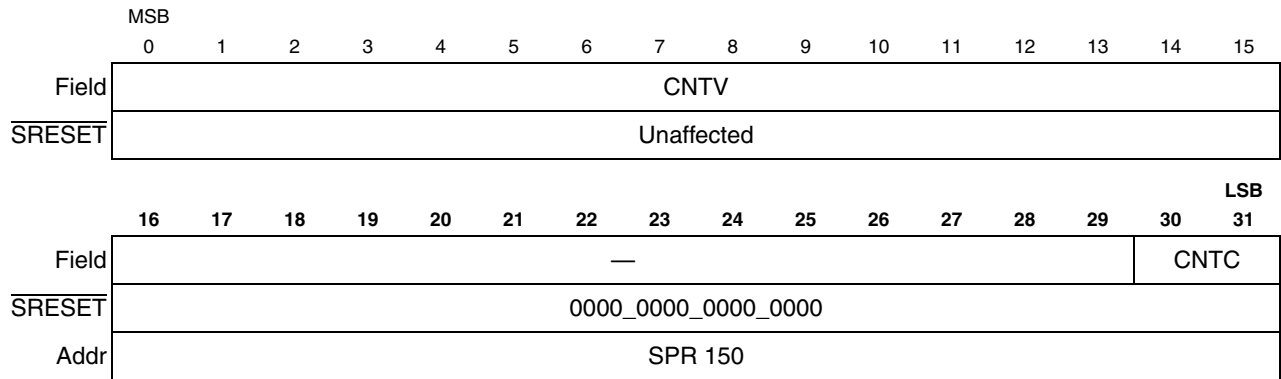 MSB
0 1 2 3 4 5 6 7 8 9 10 11 12 13 14 15
Field CNTV
SRESET Unaffected
LSB
16 17 18 19 20 21 22 23 24 25 26 27 28 29 30 31
Field — CNTC
SRESET 0000_0000_0000_0000
Addr SPR 150